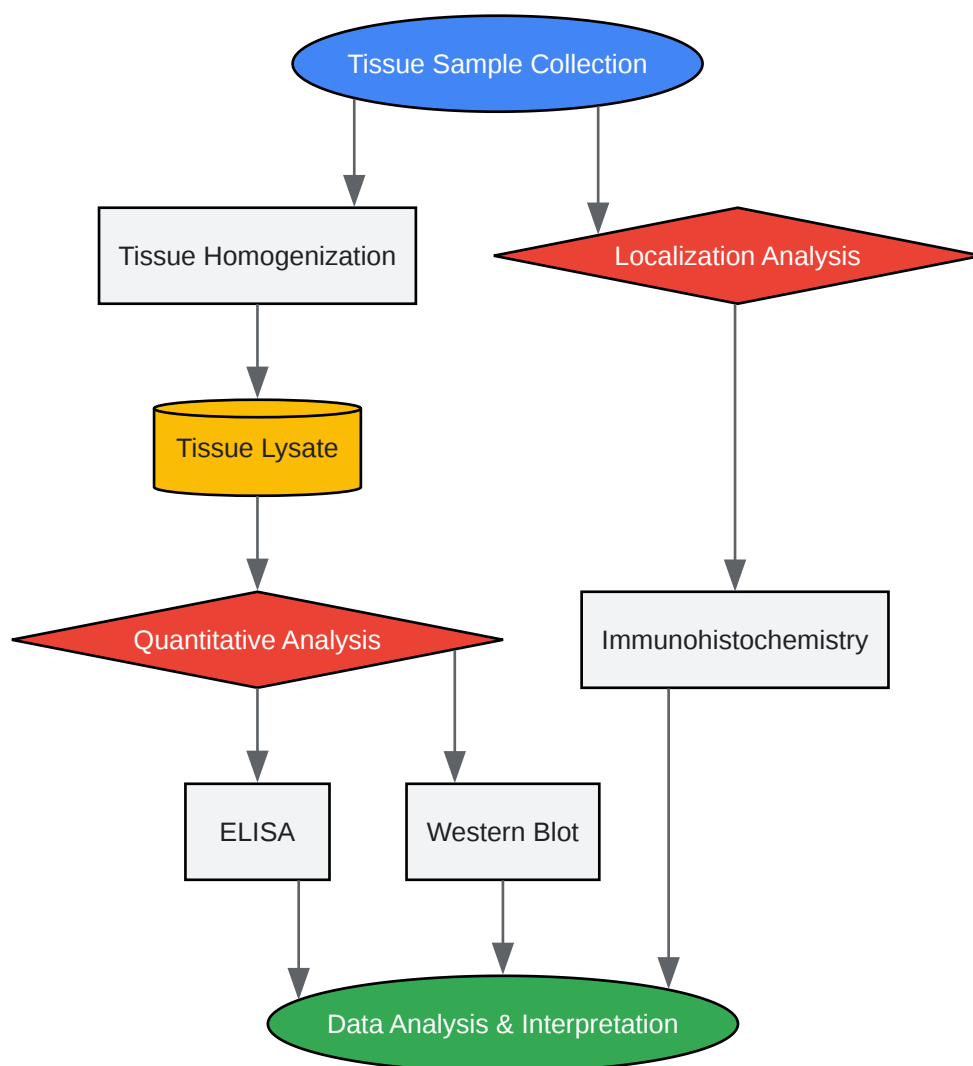 Tissue Sample Collection
Tissue Homogenization
Localization Analysis
Tissue Lysate
Quantitative Analysis
Immunohistochemistry
ELISA
Western Blot
Data Analysis & Interpretation